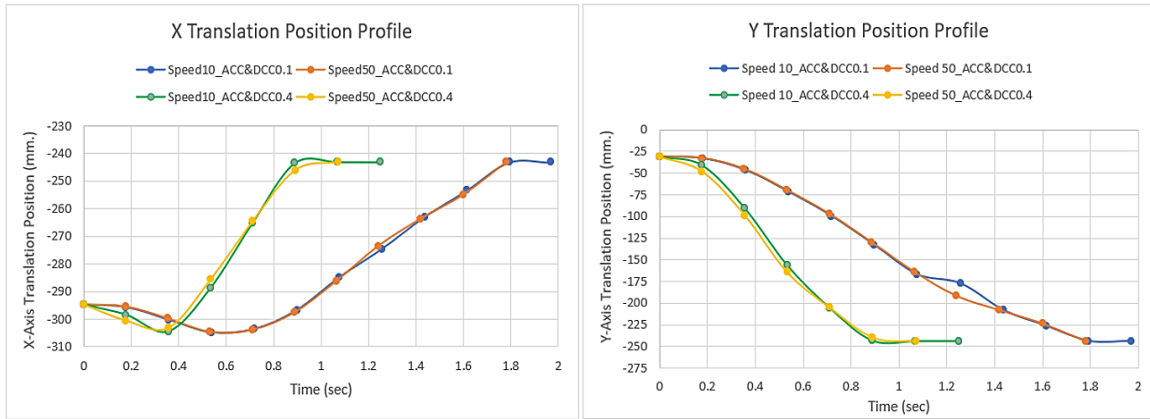 X Translation Position Profile
Speed10_ACC&DCC0.1 Speed50_ACC&DCC0.1
Speed10_ACC&DCC0.4 Speed50_ACC&DCC0.4
X-Axis Translation Position (mm.)
-230
-240
-250
-260
-270
-280
-290
-300
-310
0 0.2 0.4 0.6 0.8 1 1.2 1.4 1.6 1.8 2
Time (sec)
Y Translation Position Profile
Speed 10_ACC&DCC0.1 Speed 50_ACC&DCC0.1
Speed 10_ACC&DCC0.4 Speed 50_ACC&DCC0.4
Y-Axis Translation Position (mm.)
0
-25
-50
-75
-100
-125
-150
-175
-200
-225
-250
-275
0 0.2 0.4 0.6 0.8 1 1.2 1.4 1.6 1.8 2
Time (sec)